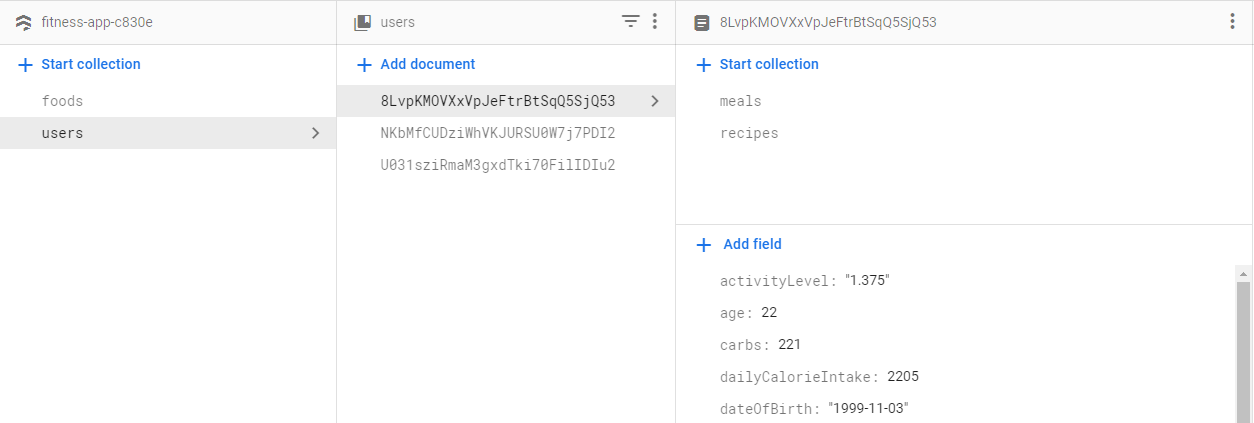 fitness-app-c830e
users
8LvpKMOVXxVpJeFtrBtSqQ5SjQ53
Start collection
Add document
Start collection
foods
users
8LvpKMOVXxVpJeFtrBtSqQ5SjQ53
NKbMfCUDziWhVKJURSU0W7j7PDI2
U031sziRmaM3gxdTki70FilIDIu2
meals
recipes
Add field
activityLevel: "1.375"
age: 22
carbs: 221
dailyCalorieIntake: 2205
dateOfBirth: "1999-11-03"